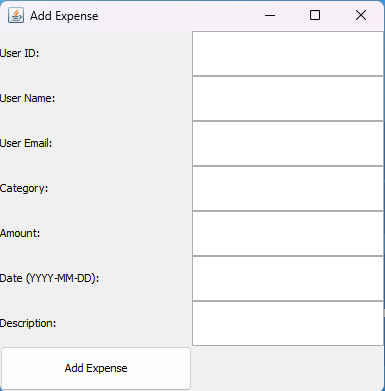 Add Expense
User ID:
User Name:
User Email:
Category:
Amount:
Date (YYYY-MM-DD):
Description:
Add Expense